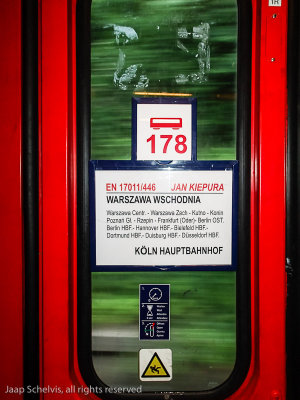 178
EN 17011/446 JAN KIEPURA
WARSZAWA WSCHODNIA
Warszawa Centr. - Warszawa Zach - Kutno - Konin
Poznań Gł. - Rzepin - Frankfurt (Oder)- Berlin OST.
Berlin HBF.- Hannover HBF.- Bielefeld HBF.-
Dortmund HBF.- Duisburg HBF.- Düsseldorf HBF.
KÖLN HAUPTBAHNHOF
Jaap Schelvis, all rights reserved